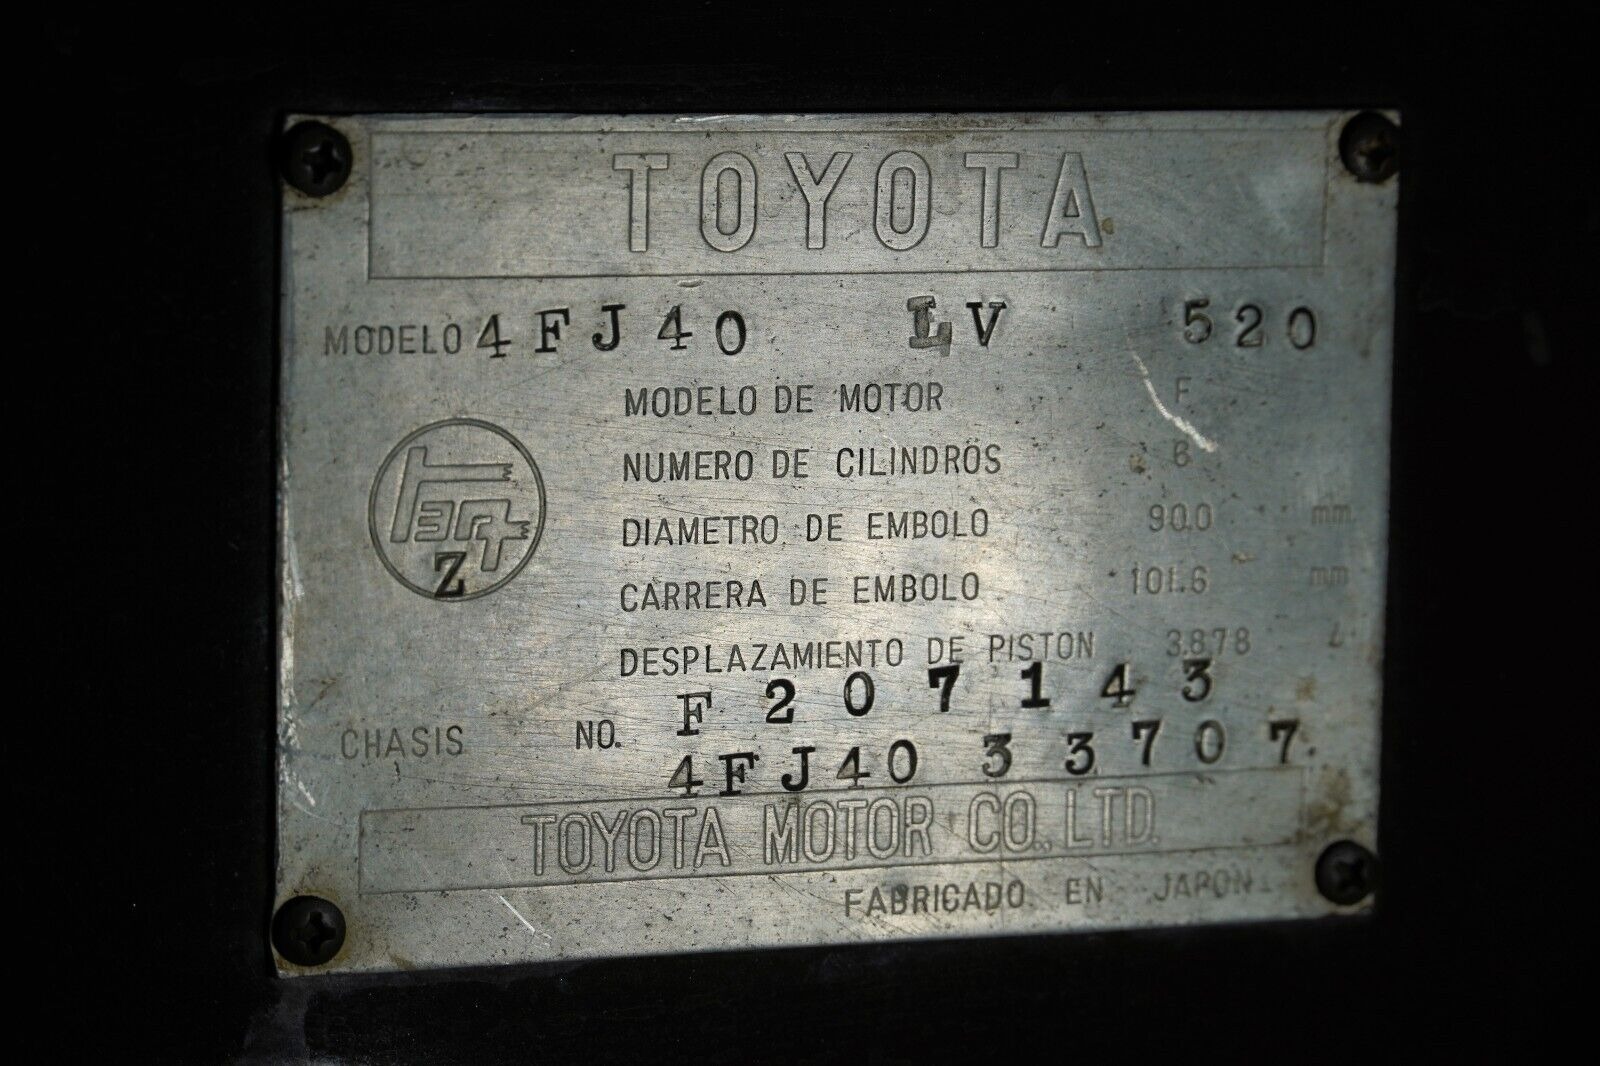 TOYOTA
MODELO 4FJ40 LV 520
MODELO DE MOTOR F
NUMERO DE CILINDROS 6
DIAMETRO DE EMBOLO 90.0 mm.
CARRERA DE EMBOLO 101.6 mm
DESPLAZAMIENTO DE PISTON 3.878 L
F 207143
CHASIS NO.
4FJ40 33707
Z
TOYOTA MOTOR CO., LTD.
FABRICADO EN JAPON